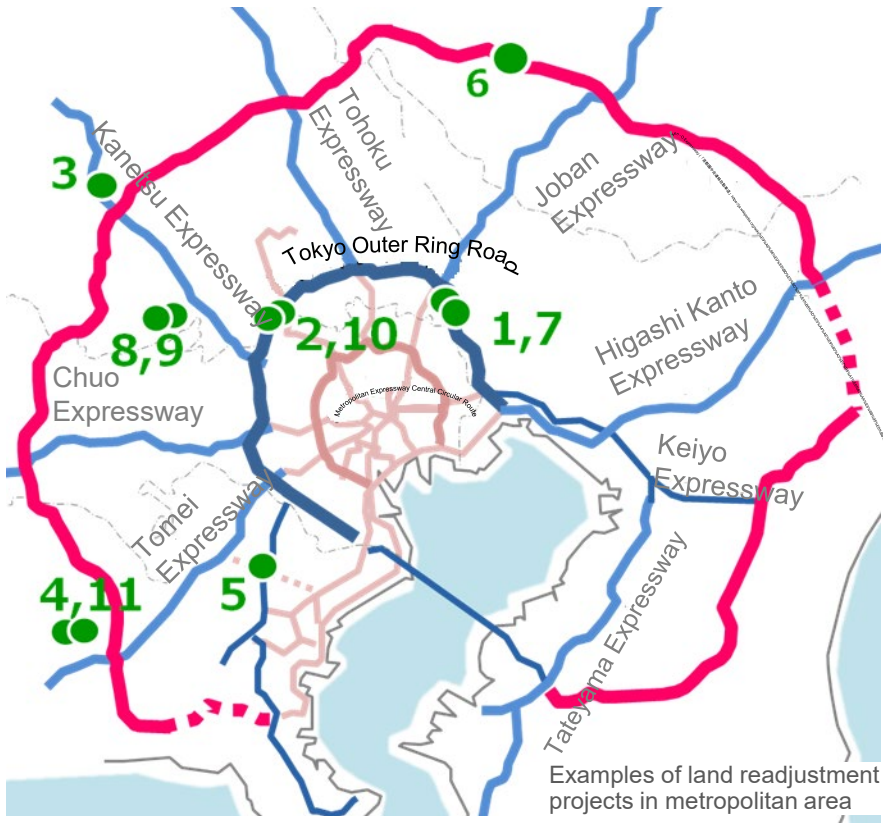 6
Tohoku
Expressway
Kanetsu Expressway
3
Joban
Expressway
Tokyo Outer Ring Road
2,10
1,7
8,9
Higashi Kanto
Expressway
Chuo
Expressway
Metropolitan Expressway Central Circular Route
Keiyo
Expressway
Tomei
Expressway
4,11
5
Tateyama Expressway
Examples of land readjustment
projects in metropolitan area